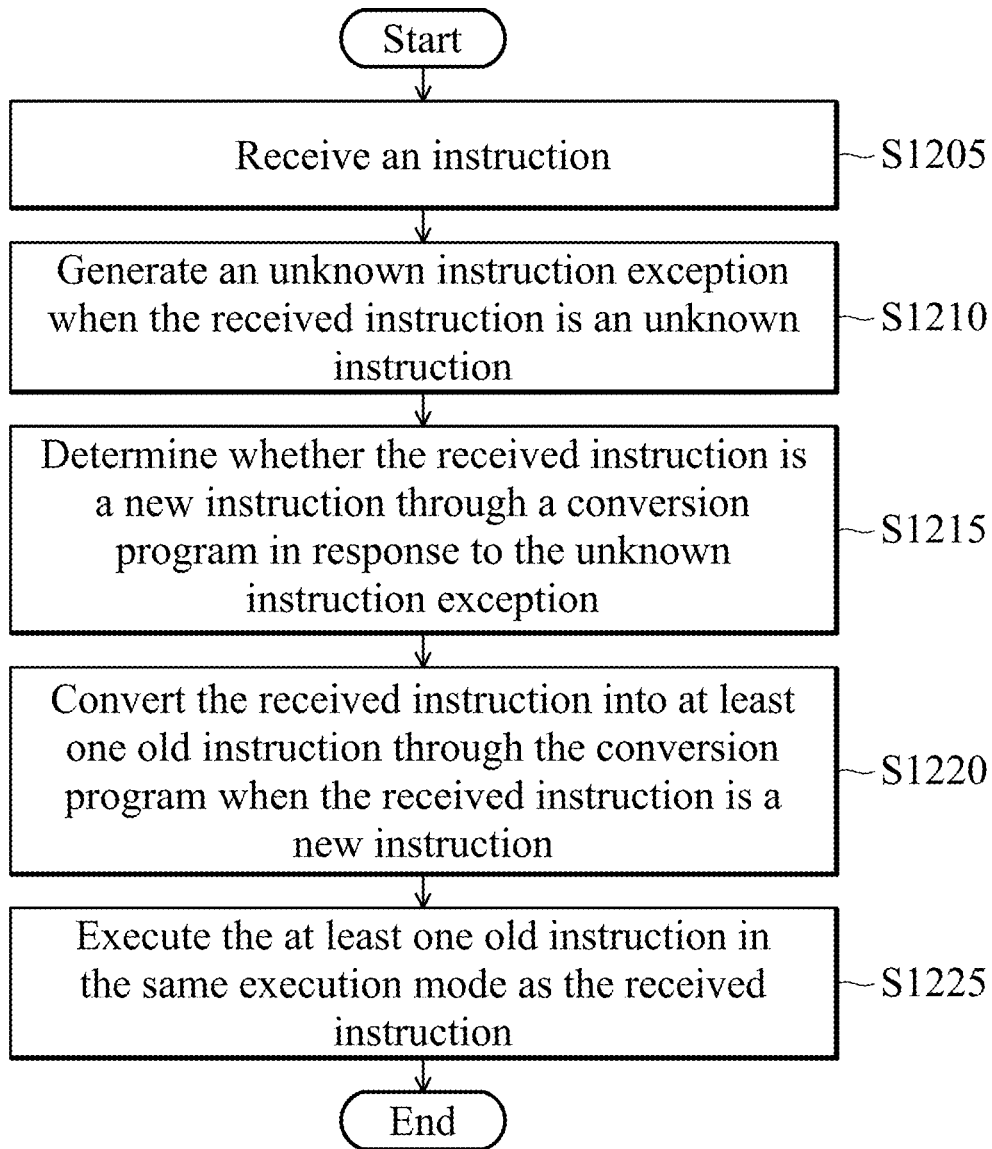 Start
Receive an instruction
S1205
Generate an unknown instruction exception
when the received instruction is an unknown
instruction
S1210
Determine whether the received instruction is
a new instruction through a conversion
program in response to the unknown
instruction exception
S1215
Convert the received instruction into at least
one old instruction through the conversion
program when the received instruction is a
new instruction
S1220
Execute the at least one old instruction in
the same execution mode as the received
instruction
S1225
End